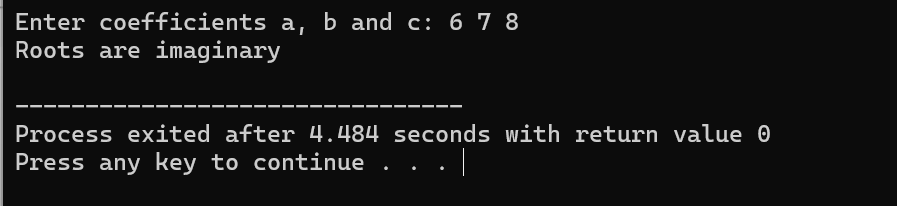 Enter coefficients a, b and c: 6 7 8
Roots are imaginary
--------------------------------
Process exited after 4.484 seconds with return value 0
Press any key to continue . . .